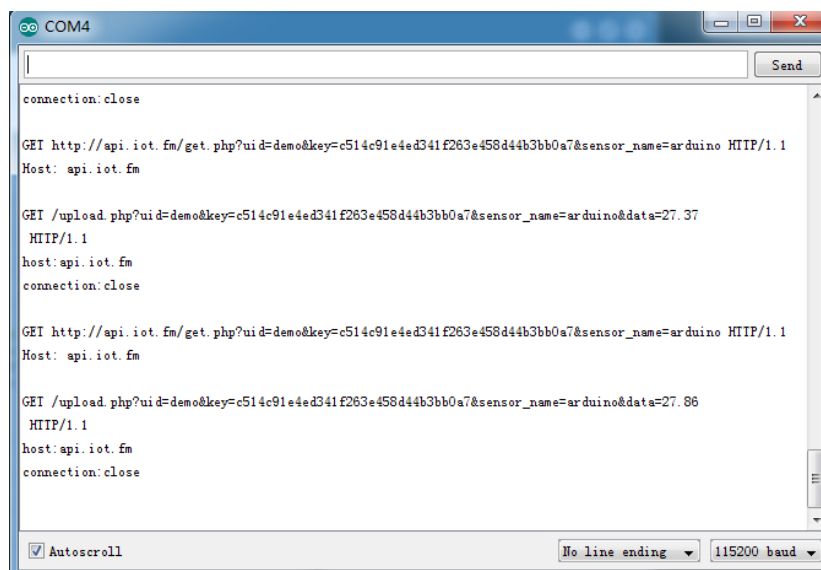 COM4
Send
connection:close
GET http://api.iot.fm/get.php?uid=demo&key=c514c91e4ed341f263e458d44b3bb0a7&sensor_name=arduino HTTP/1.1
Host: api.iot.fm
GET /upload.php?uid=demo&key=c514c91e4ed341f263e458d44b3bb0a7&sensor_name=arduino&data=27.37
HTTP/1.1
host:api.iot.fm
connection:close
GET http://api.iot.fm/get.php?uid=demo&key=c514c91e4ed341f263e458d44b3bb0a7&sensor_name=arduino HTTP/1.1
Host: api.iot.fm
GET /upload.php?uid=demo&key=c514c91e4ed341f263e458d44b3bb0a7&sensor_name=arduino&data=27.86
HTTP/1.1
host:api.iot.fm
connection:close
Autoscroll
No line ending
115200 baud